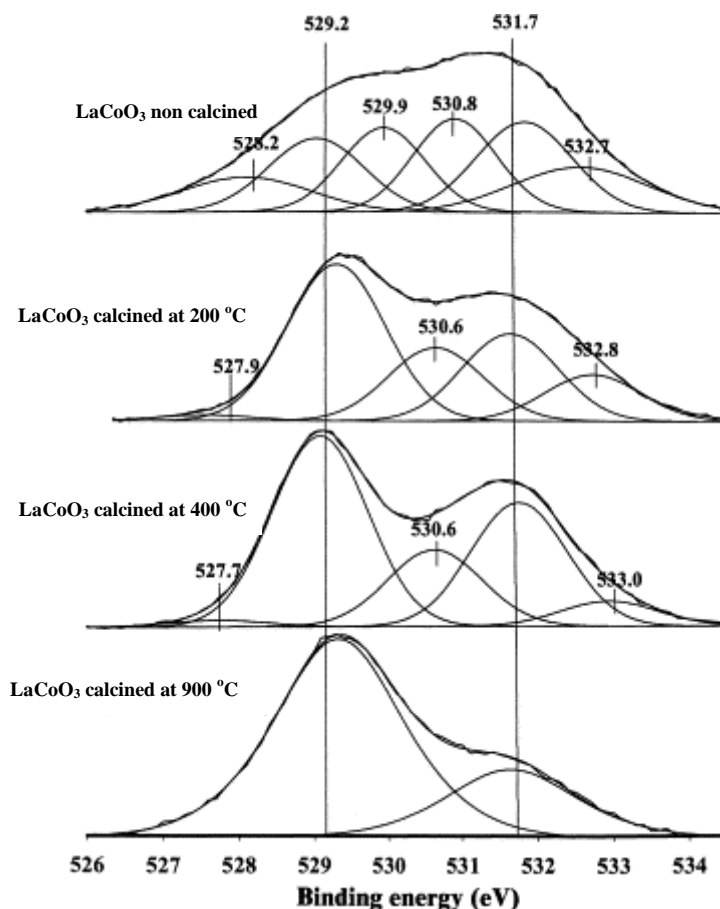 529.2 531.7
LaCoO₃ non calcined
528.2 529.9 530.8 532.7
LaCoO₃ calcined at 200 °C
527.9 530.6 532.8
LaCoO₃ calcined at 400 °C
527.7 530.6 533.0
LaCoO₃ calcined at 900 °C
526 527 528 529 530 531 532 533 534
Binding energy (eV)